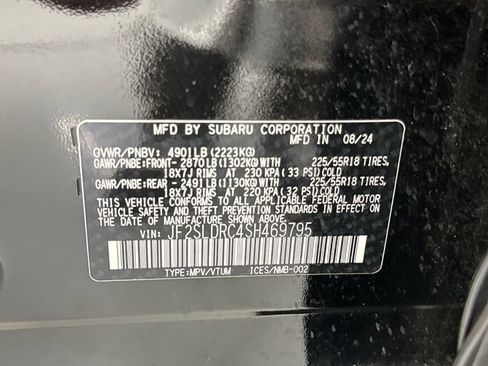 MFD BY SUBARU CORPORATION
MFD IN 08/24
GVWR/PNBV: 4901LB (2223KG)
GAWR/PNBE:FRONT- 2870LB(1302KG)WITH 225/55R18 TIRES,
18X7J RIMS AT 230 KPA (33 PSI)COLD
GAWR/PNBE:REAR - 2491LB(1130KG)WITH 225/55R18 TIRES,
18X7J RIMS AT 220 KPA (32 PSI)COLD
THIS VEHICLE CONFORMS TO ALL APPLICABLE
FEDERAL MOTOR VEHICLE SAFETY STANDARDS
IN EFFECT ON THE DATE OF MANUFACTURE SHOWN ABOVE.
VIN: JF2SLDRC4SH469795
TYPE:MPV/VTUM ICES/NMB-002